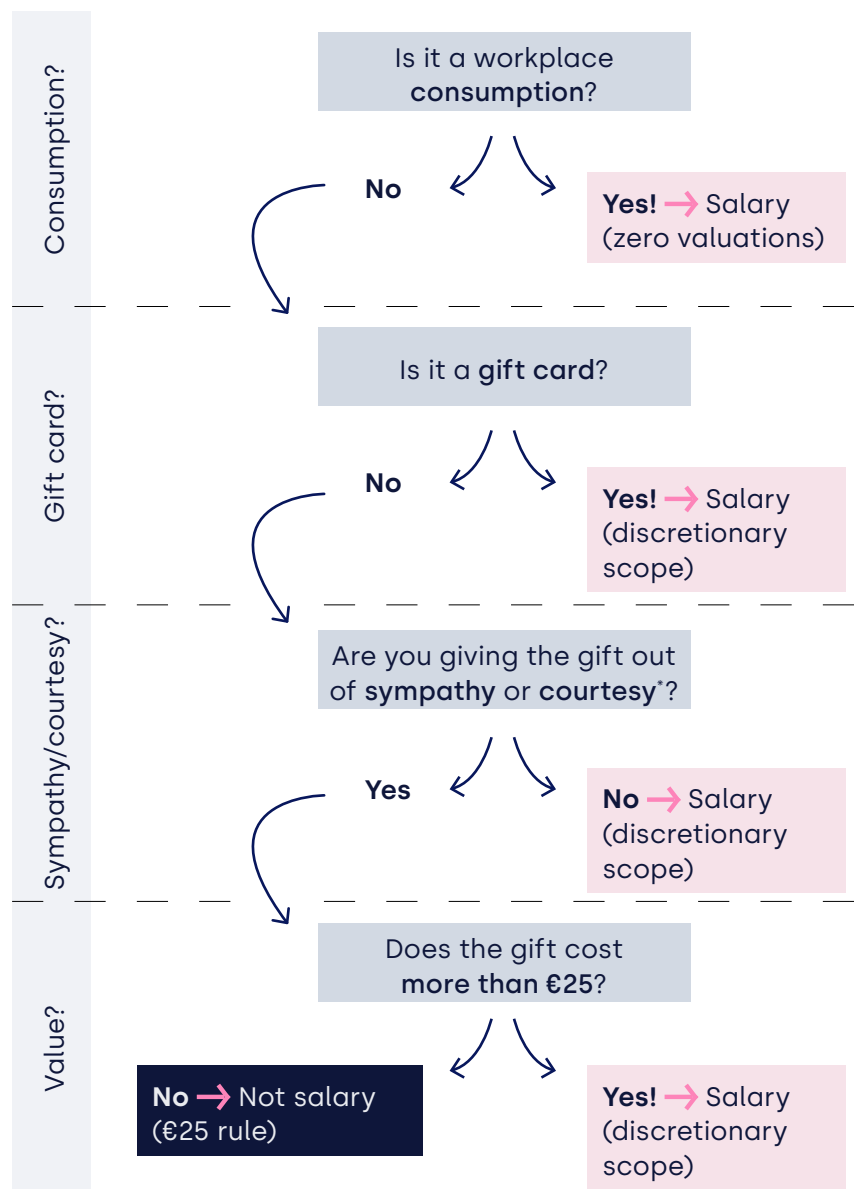 Consumption?
Is it a workplace
consumption?
No
Yes! → Salary
(zero valuations)
Gift card?
Is it a gift card?
No
Yes! → Salary
(discretionary
scope)
Sympathy/courtesy?
Are you giving the gift out
of sympathy or courtesy*?
Yes
No → Salary
(discretionary
scope)
Value?
Does the gift cost
more than €25?
No → Not salary
(€25 rule)
Yes! → Salary
(discretionary
scope)